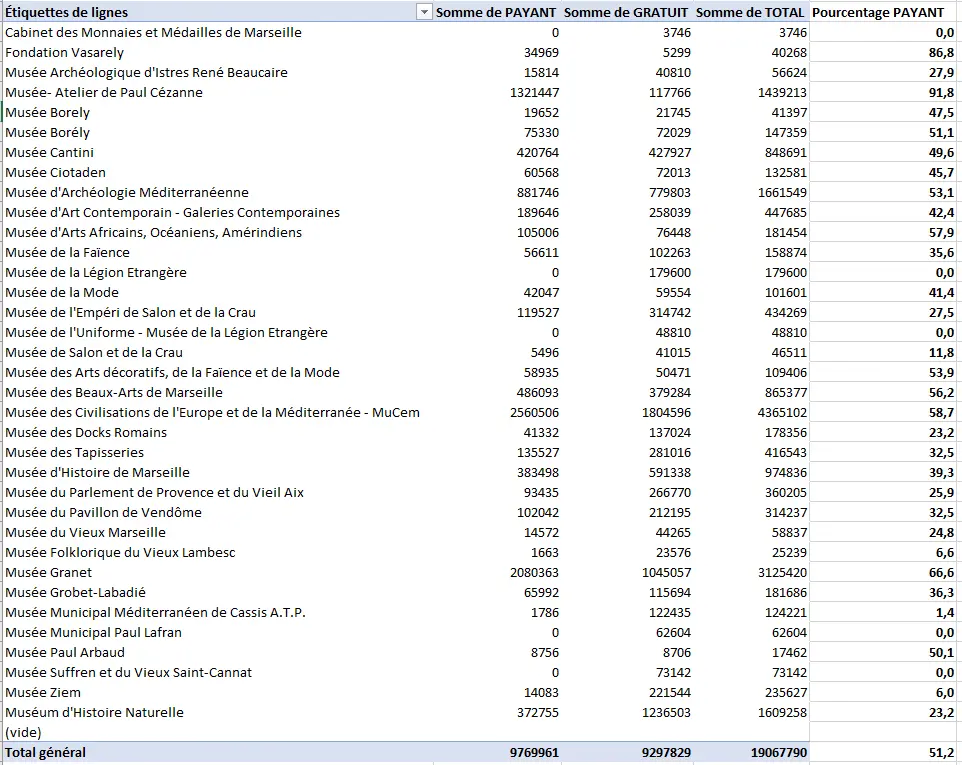 Étiquettes de lignes Somme de PAYANT Somme de GRATUIT Somme de TOTAL Pourcentage PAYANT
Cabinet des Monnaies et Médailles de Marseille 0 3746 3746 0,0
Fondation Vasarely 34969 5299 40268 86,8
Musée Archéologique d'Istres René Beaucaire 15814 40810 56624 27,9
Musée- Atelier de Paul Cézanne 1321447 117766 1439213 91,8
Musée Borely 19652 21745 41397 47,5
Musée Borély 75330 72029 147359 51,1
Musée Cantini 420764 427927 848691 49,6
Musée Ciotaden 60568 72013 132581 45,7
Musée d'Archéologie Méditerranéenne 881746 779803 1661549 53,1
Musée d'Art Contemporain - Galeries Contemporaines 189646 258039 447685 42,4
Musée d'Arts Africains, Océaniens, Amérindiens 105006 76448 181454 57,9
Musée de la Faïence 56611 102263 158874 35,6
Musée de la Légion Etrangère 0 179600 179600 0,0
Musée de la Mode 42047 59554 101601 41,4
Musée de l'Empéri de Salon et de la Crau 119527 314742 434269 27,5
Musée de l'Uniforme - Musée de la Légion Etrangère 0 48810 48810 0,0
Musée de Salon et de la Crau 5496 41015 46511 11,8
Musée des Arts décoratifs, de la Faïence et de la Mode 58935 50471 109406 53,9
Musée des Beaux-Arts de Marseille 486093 379284 865377 56,2
Musée des Civilisations de l'Europe et de la Méditerranée - MuCem 2560506 1804596 4365102 58,7
Musée des Docks Romains 41332 137024 178356 23,2
Musée des Tapisseries 135527 281016 416543 32,5
Musée d'Histoire de Marseille 383498 591338 974836 39,3
Musée du Parlement de Provence et du Vieil Aix 93435 266770 360205 25,9
Musée du Pavillon de Vendôme 102042 212195 314237 32,5
Musée du Vieux Marseille 14572 44265 58837 24,8
Musée Folklorique du Vieux Lambesc 1663 23576 25239 6,6
Musée Granet 2080363 1045057 3125420 66,6
Musée Grobet-Labadié 65992 115694 181686 36,3
Musée Municipal Méditerranéen de Cassis A.T.P. 1786 122435 124221 1,4
Musée Municipal Paul Lafran 0 62604 62604 0,0
Musée Paul Arbaud 8756 8706 17462 50,1
Musée Suffren et du Vieux Saint-Cannat 0 73142 73142 0,0
Musée Ziem 14083 221544 235627 6,0
Muséum d'Histoire Naturelle 372755 1236503 1609258 23,2
(vide)
Total général 9769961 9297829 19067790 51,2